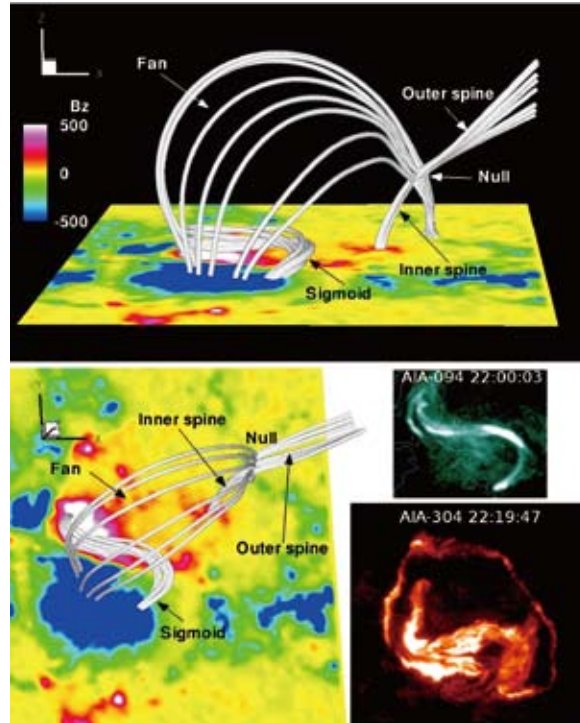 Z
X
Fan
Outer spine
Bz
500
0
-500
Null
Inner spine
Sigmoid
AIA-094 22:00:03
Inner spine
Null
Fan
Outer spine
Sigmoid
AIA-304 22:19:47